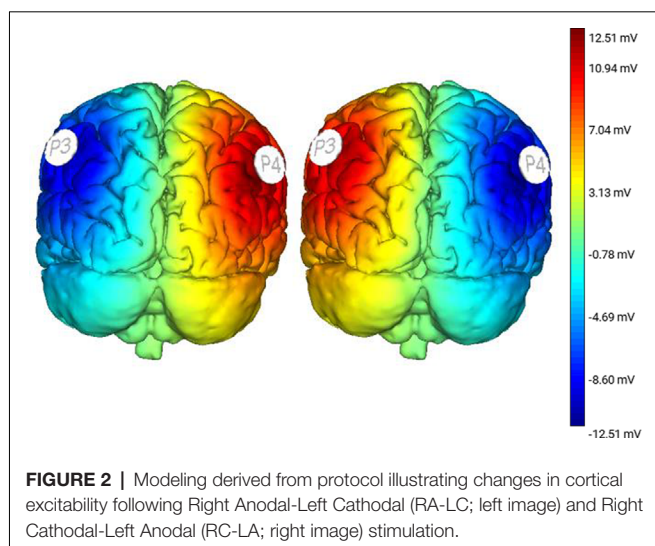 P3
P4
P3
P4
12.51 mV
10.94 mV
7.04 mV
3.13 mV
-0.78 mV
-4.69 mV
-8.60 mV
-12.51 mV
FIGURE 2 | Modeling derived from protocol illustrating changes in cortical
excitability following Right Anodal-Left Cathodal (RA-LC; left image) and Right
Cathodal-Left Anodal (RC-LA; right image) stimulation.